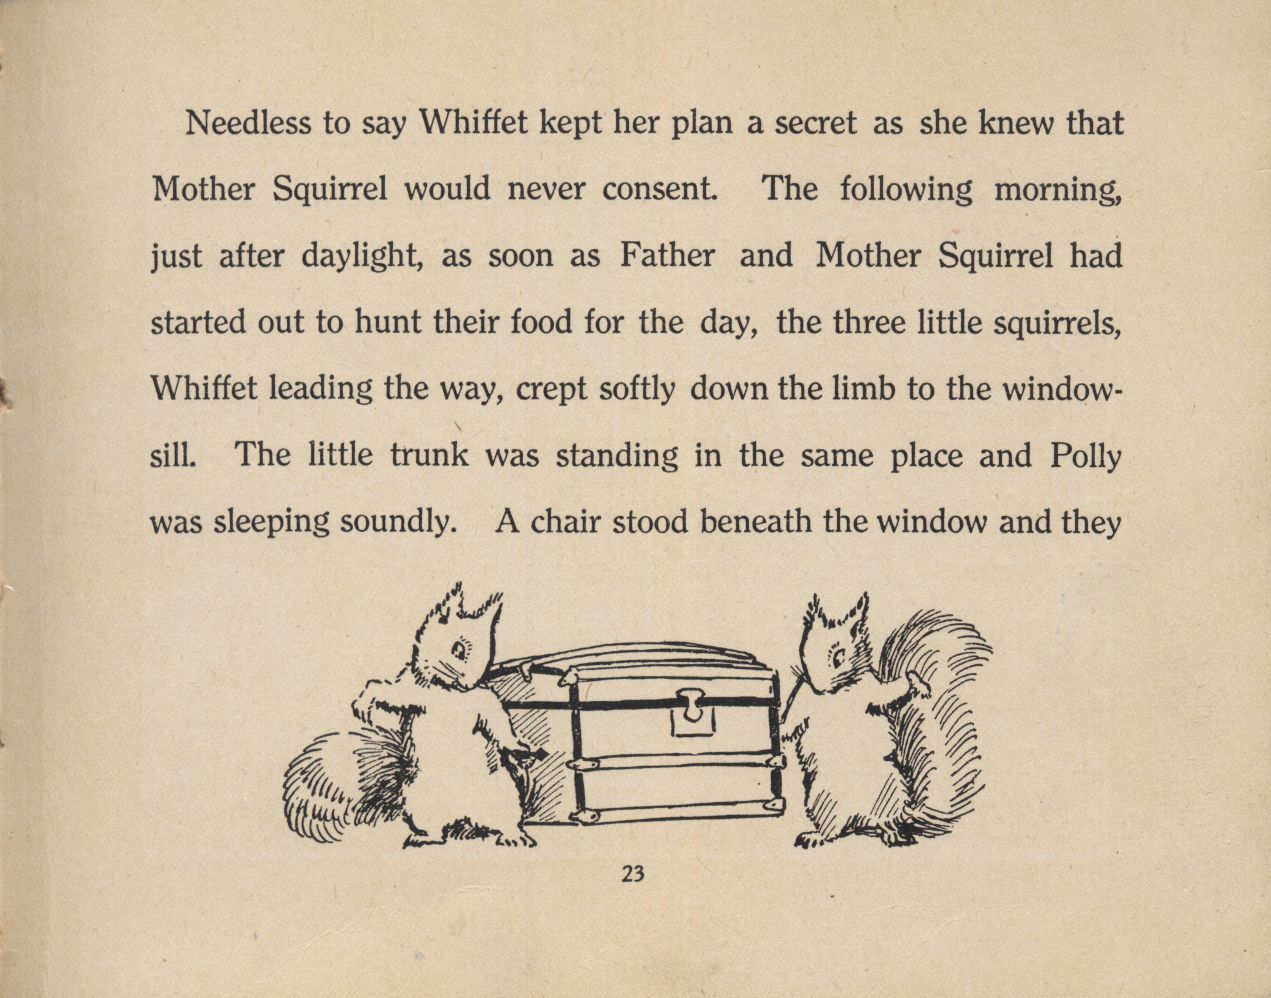 Needless to say Whiffet kept her plan a secret as she knew that
Mother Squirrel would never consent. The following morning,
just after daylight, as soon as Father and Mother Squirrel had
started out to hunt their food for the day, the three little squirrels,
Whiffet leading the way, crept softly down the limb to the window-
sill. The little trunk was standing in the same place and Polly
was sleeping soundly. A chair stood beneath the window and they
23